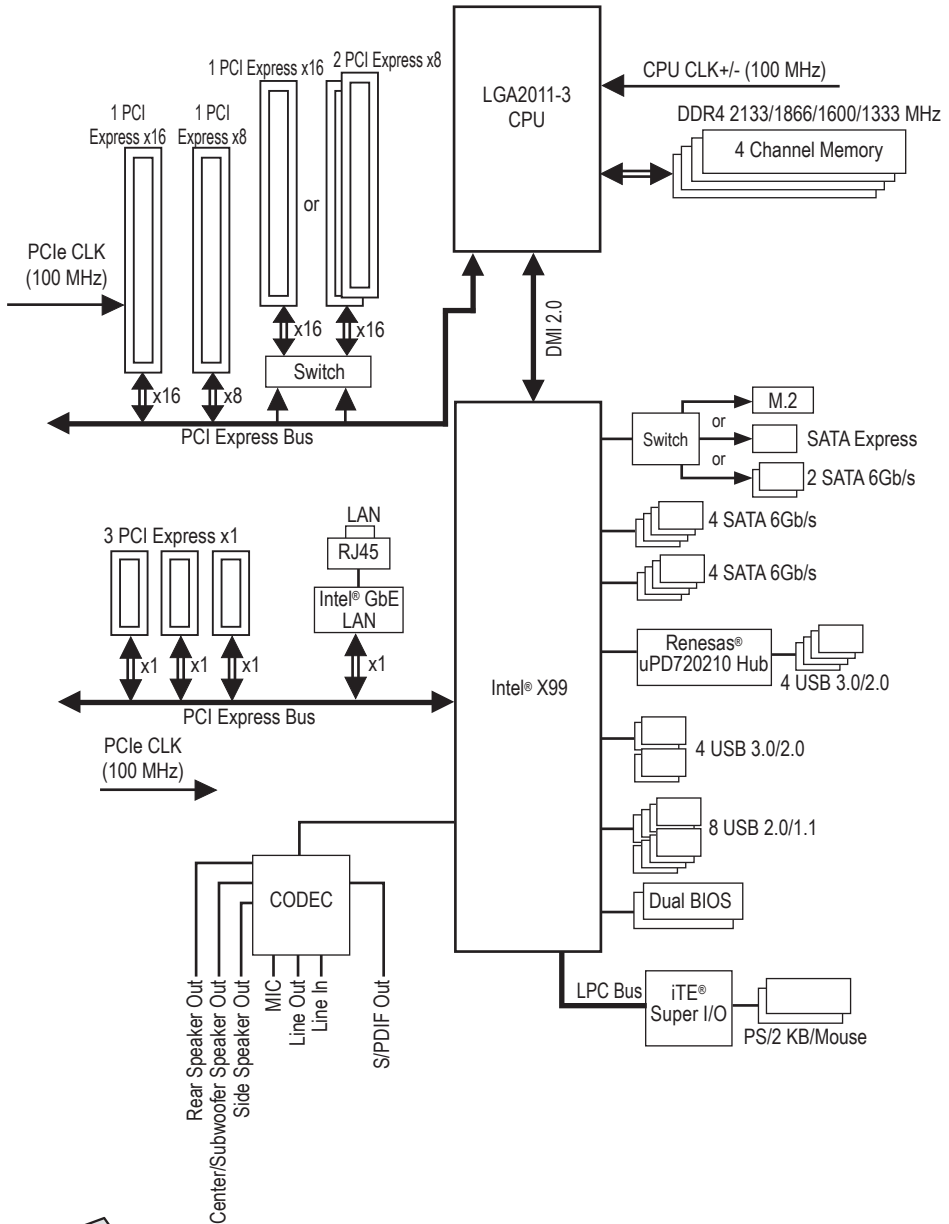 1 PCI Express x16
2 PCI Express x8
1 PCI
Express x16
1 PCI
Express x8
or
PCIe CLK
(100 MHz)
x16
x8
x16
x16
Switch
PCI Express Bus
LGA2011-3
CPU
CPU CLK+/- (100 MHz)
DDR4 2133/1866/1600/1333 MHz
4 Channel Memory
DMI 2.0
Switch
M.2
or
SATA Express
or
2 SATA 6Gb/s
4 SATA 6Gb/s
4 SATA 6Gb/s
Renesas®
uPD720210 Hub
4 USB 3.0/2.0
4 USB 3.0/2.0
8 USB 2.0/1.1
Dual BIOS
Intel® X99
3 PCI Express x1
LAN
RJ45
Intel® GbE
LAN
x1
x1
x1
x1
PCI Express Bus
PCIe CLK
(100 MHz)
CODEC
Rear Speaker Out
Center/Subwoofer Speaker Out
Side Speaker Out
MIC
Line Out
Line In
S/PDIF Out
LPC Bus
iTE®
Super I/O
PS/2 KB/Mouse